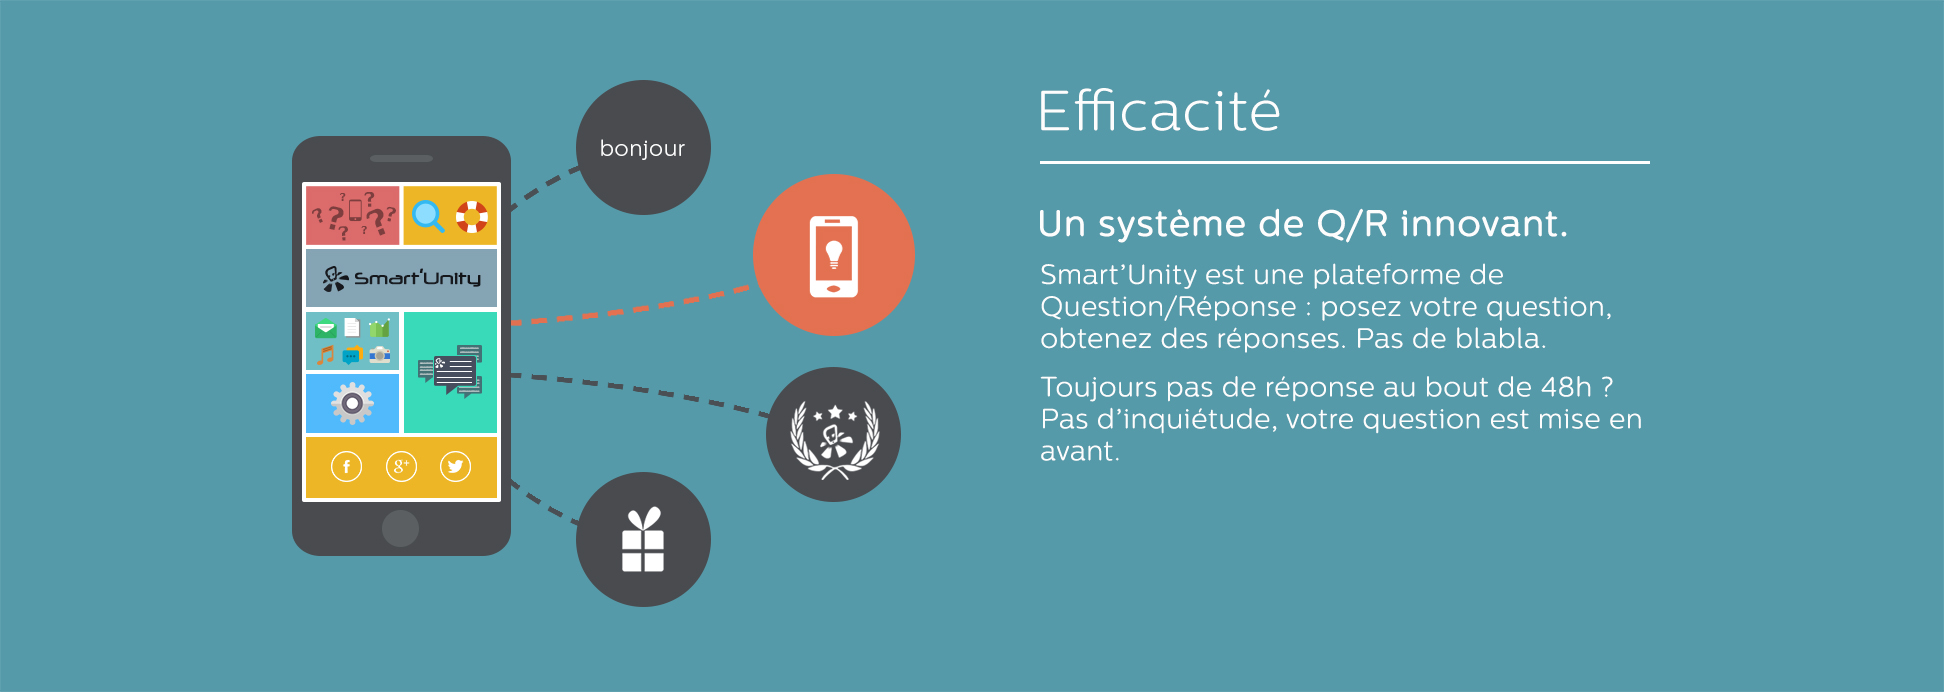 bonjour
Smart'Unity
Efficacité
Un système de Q/R innovant.
Smart’Unity est une plateforme de
Question/Réponse : posez votre question,
obtenez des réponses. Pas de blabla.
Toujours pas de réponse au bout de 48h ?
Pas d’inquiétude, votre question est mise en
avant.